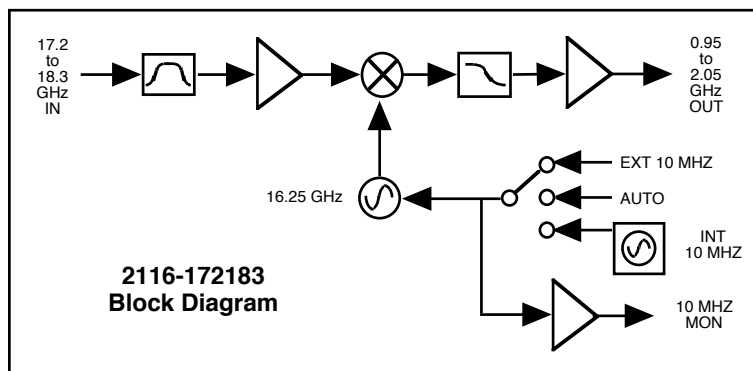 17.2
to
18.3
GHz
IN
0.95
to
2.05
GHz
OUT
16.25 GHz
EXT 10 MHZ
AUTO
INT
10 MHZ
2116-172183
Block Diagram
10 MHZ
MON